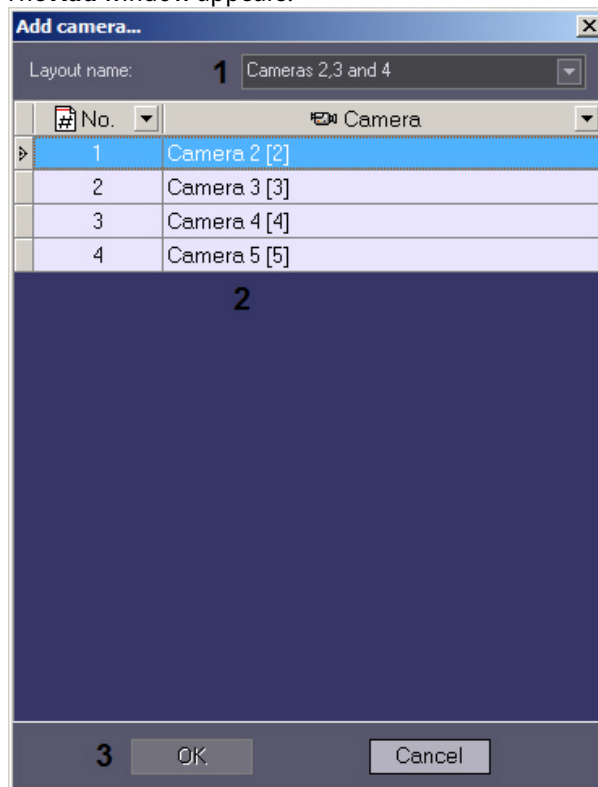 Add camera...
Layout name: 1 Cameras 2,3 and 4
No. Camera
1 Camera 2 [2]
2 Camera 3 [3]
3 Camera 4 [4]
4 Camera 5 [5]
2
3 OK Cancel